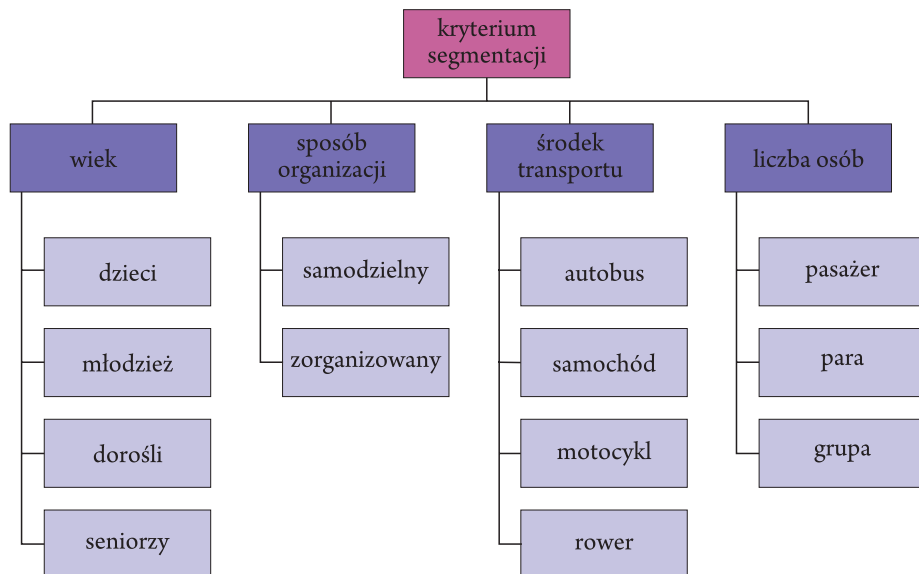 kryterium
segmentacji
wiek
sposób
organizacji
środek
transportu
liczba osób
dzieci
młodzież
dorośli
seniorzy
samodzielny
zorganizowany
autobus
samochód
motocykl
rower
pasażer
para
grupa